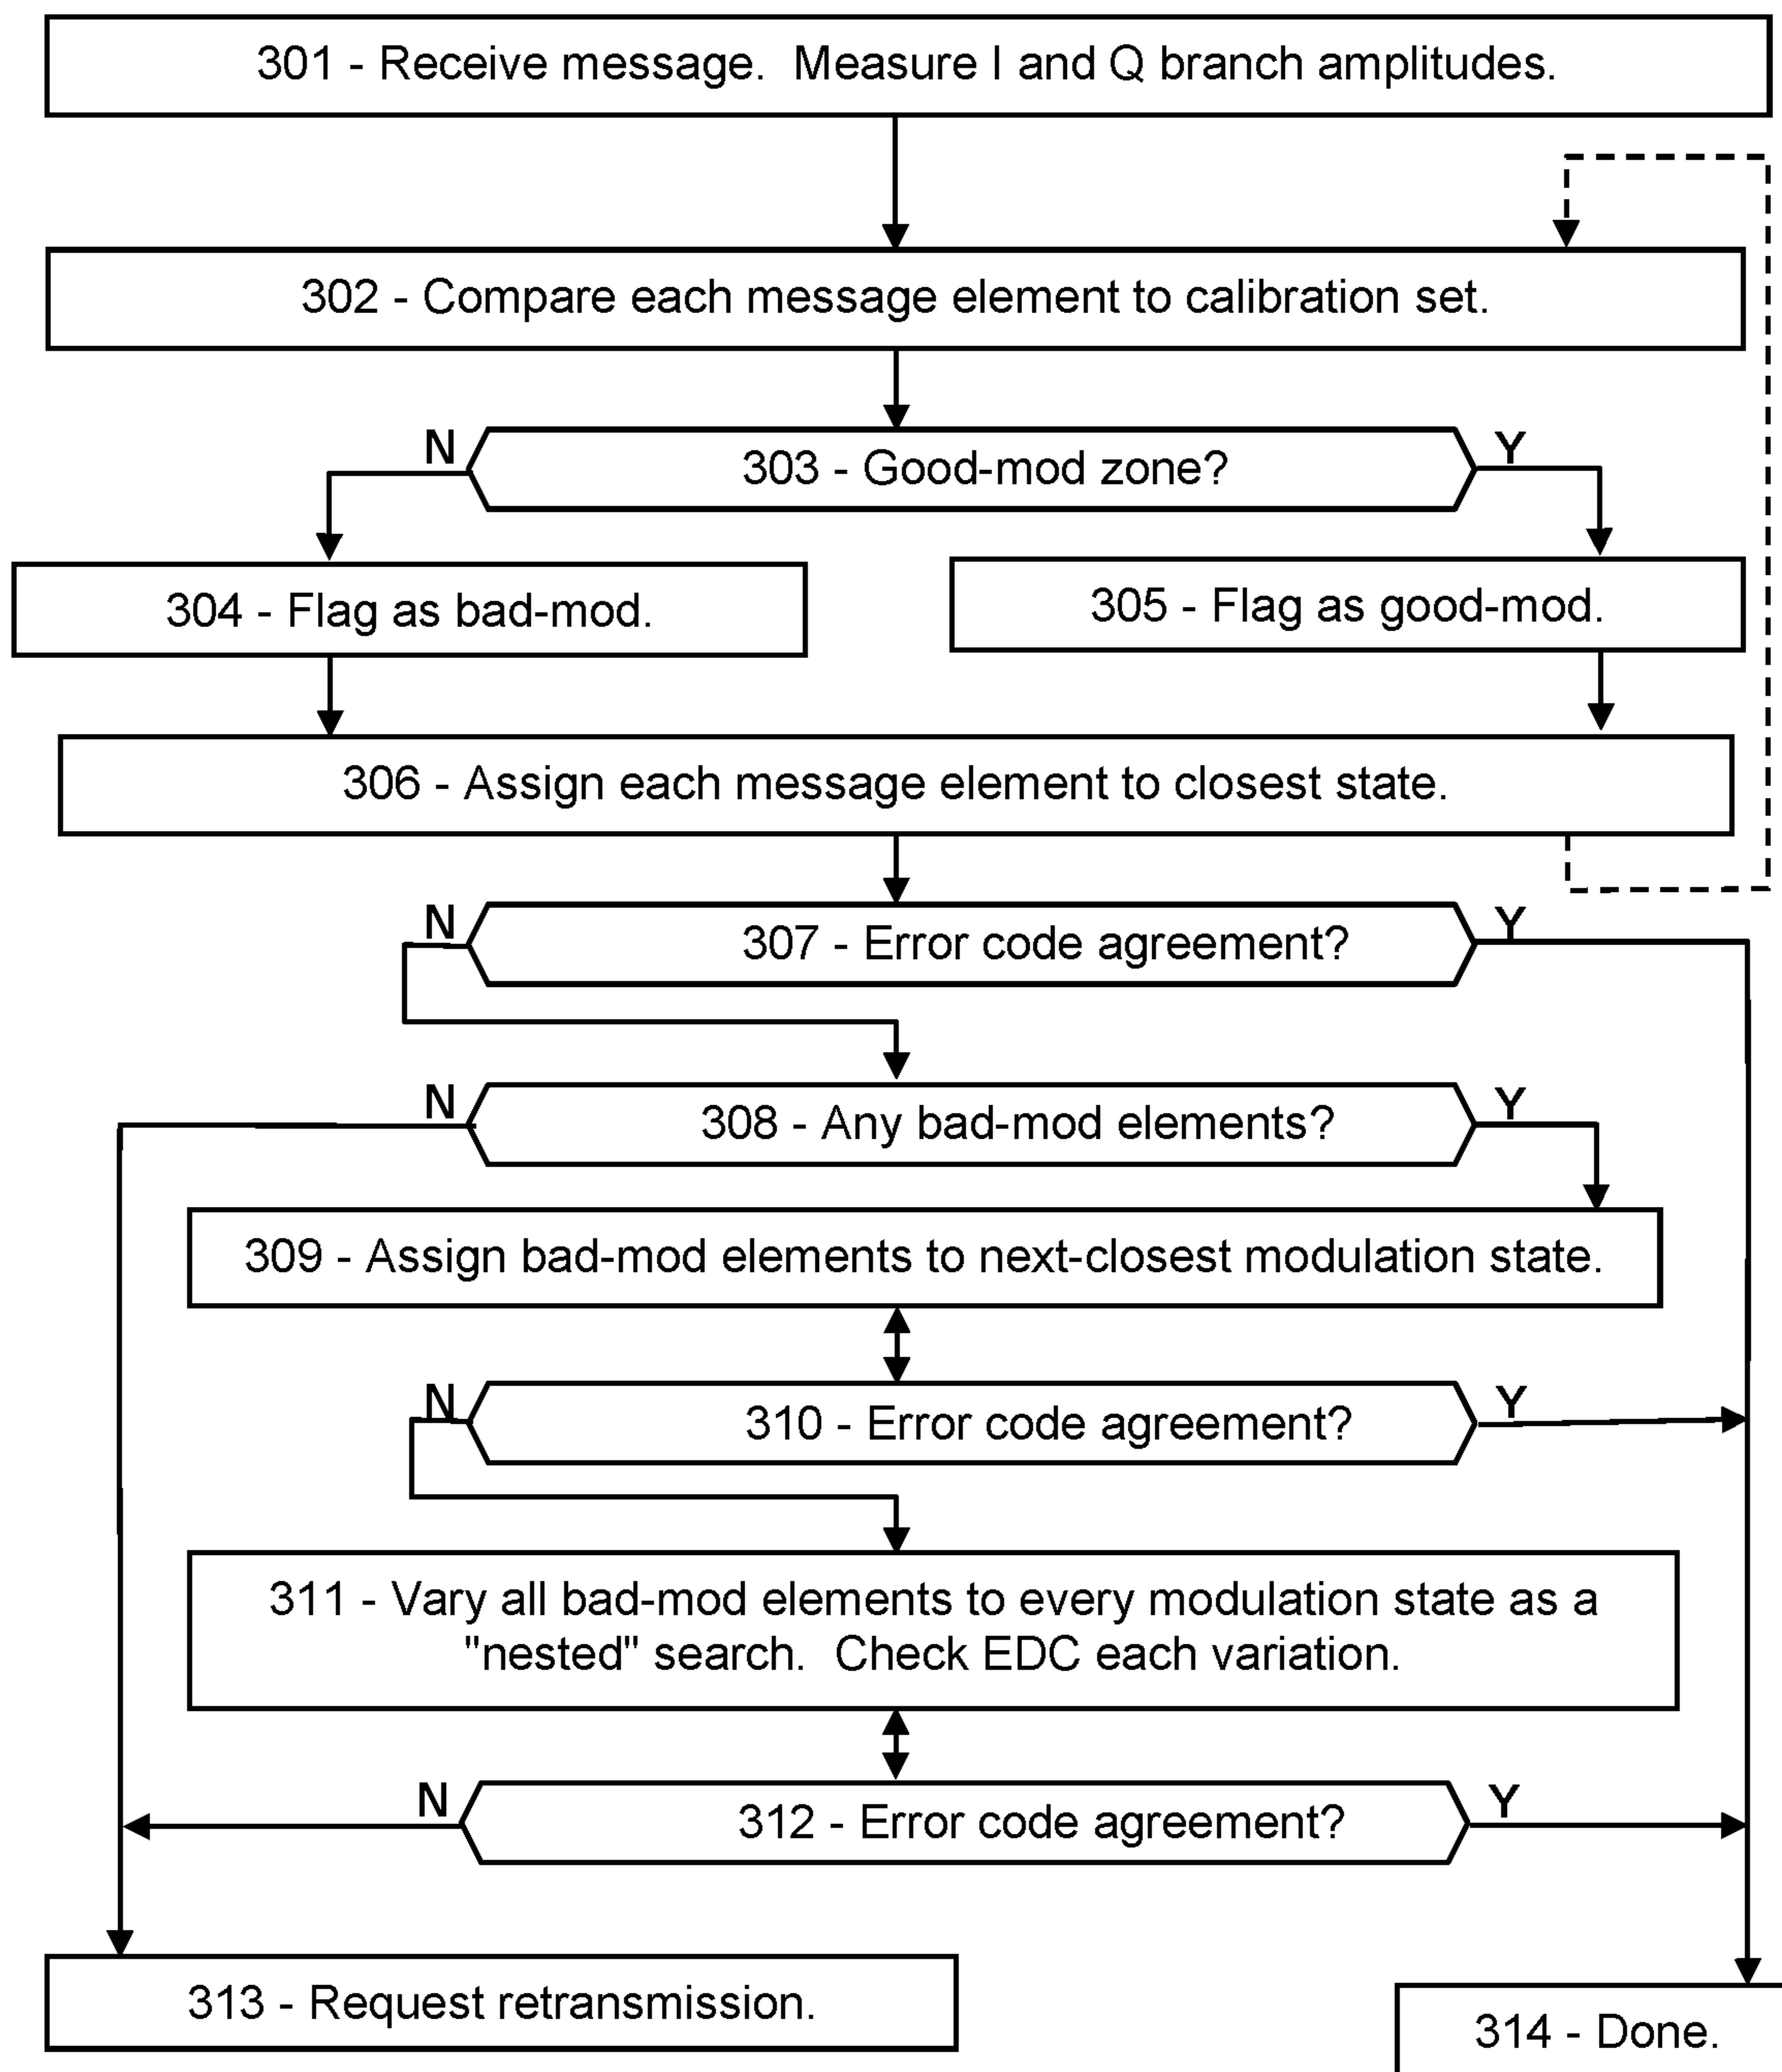 301 - Receive message.  Measure I and Q branch amplitudes.
302 - Compare each message element to calibration set.
N
Y
303 - Good-mod zone?
304 - Flag as bad-mod.
305 - Flag as good-mod.
306 - Assign each message element to closest state.
N
Y
307 - Error code agreement?
N
Y
308 - Any bad-mod elements?
309 - Assign bad-mod elements to next-closest modulation state.
N
Y
310 - Error code agreement?
311 - Vary all bad-mod elements to every modulation state as a
"nested" search.  Check EDC each variation.
N
Y
312 - Error code agreement?
313 - Request retransmission.
314 - Done.